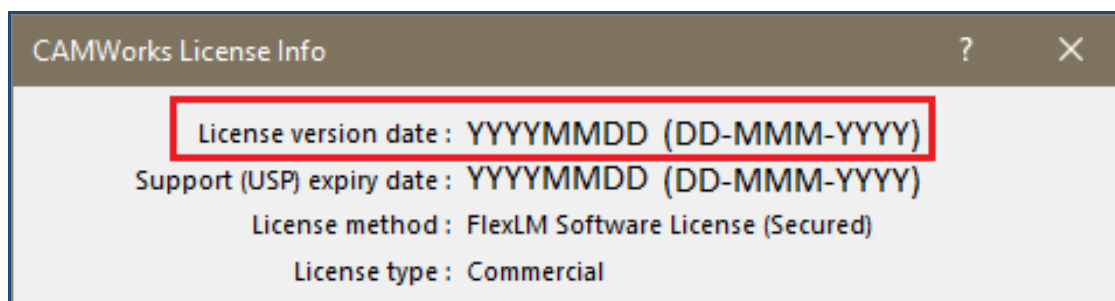 CAMWorks License Info ? ×
License version date : YYYYMMDD (DD-MMM-YYYY)
Support (USP) expiry date : YYYYMMDD (DD-MMM-YYYY)
License method : FlexLM Software License (Secured)
License type : Commercial